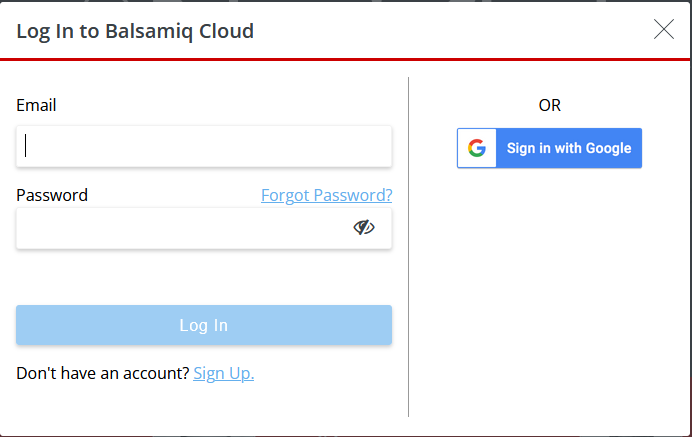 Log In to Balsamiq Cloud
Email
Password Forgot Password?
Log In
Don't have an account? Sign Up.
OR
G Sign in with Google